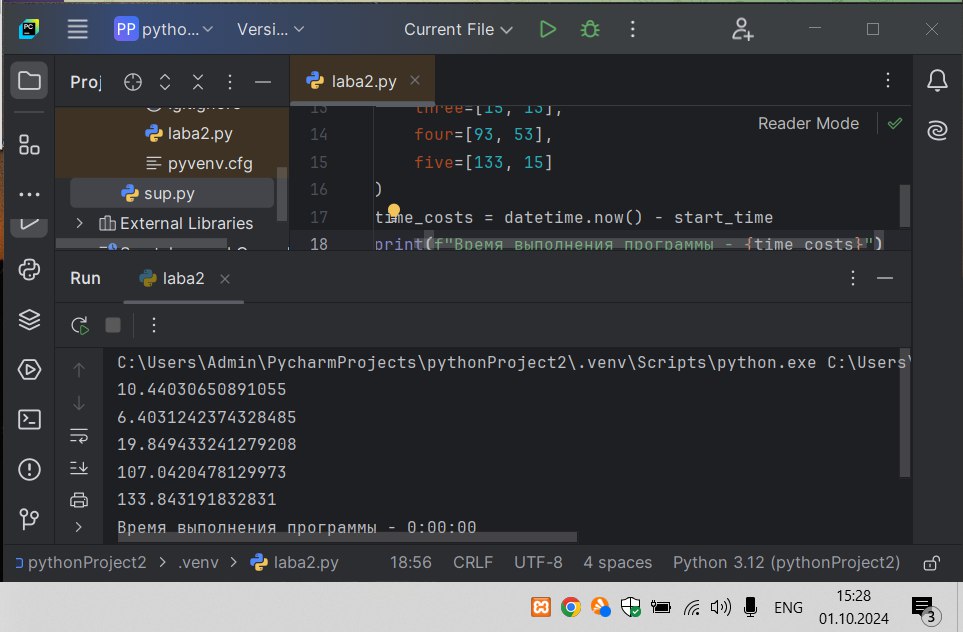 PP pytho... Versi... Current File
Proj
laba2.py
laba2.py
pyvenv.cfg
sup.py
External Libraries
13 three=[15, 13],
14 four=[93, 53],
15 five=[133, 15]
16 )
17 time_costs = datetime.now() - start_time
18 print(f"Время выполнения программы - {time_costs}")
Reader Mode
Run laba2
C:\Users\Admin\PycharmProjects\pythonProject2\.venv\Scripts\python.exe C:\Users\
10.44030650891055
6.4031242374328485
19.849433241279208
107.0420478129973
133.843191832831
Время выполнения программы - 0:00:00
pythonProject2 > .venv > laba2.py 18:56 CRLF UTF-8 4 spaces Python 3.12 (pythonProject2)
ENG
15:28
01.10.2024
3